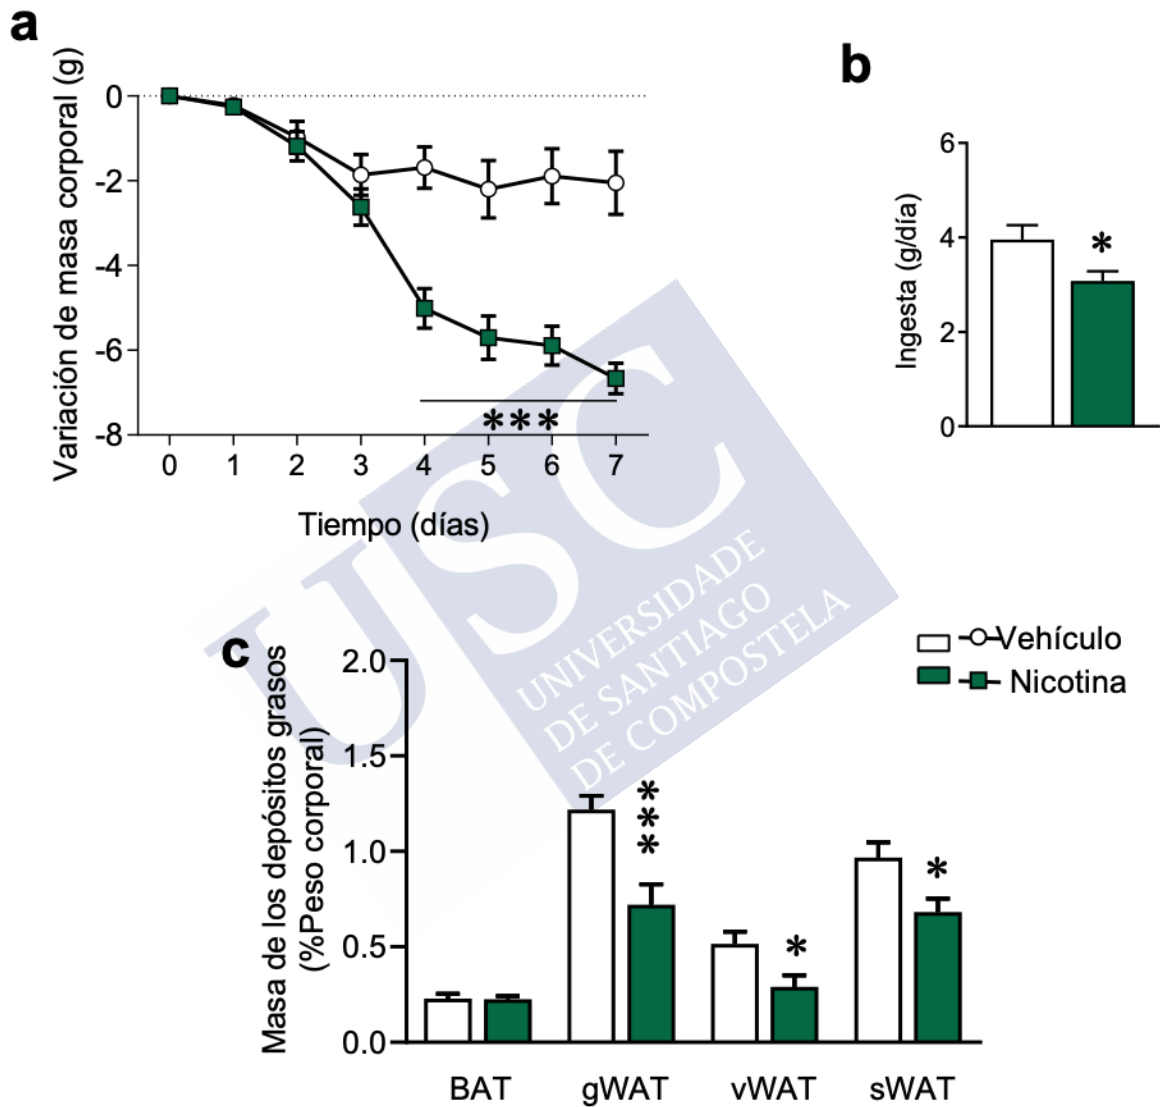 a
Variación de masa corporal (g)
0
-2
-4
-6
-8
***
0 1 2 3 4 5 6 7
Tiempo (días)
b
Ingesta (g/día)
6
4
2
0
*
USC
UNIVERSIDADE
DE SANTIAGO
DE COMPOSTELA
Vehículo
Nicotina
c
Masa de los depósitos grasos
(%Peso corporal)
2.0
1.5
1.0
0.5
0.0
***
*
*
BAT gWAT vWAT sWAT